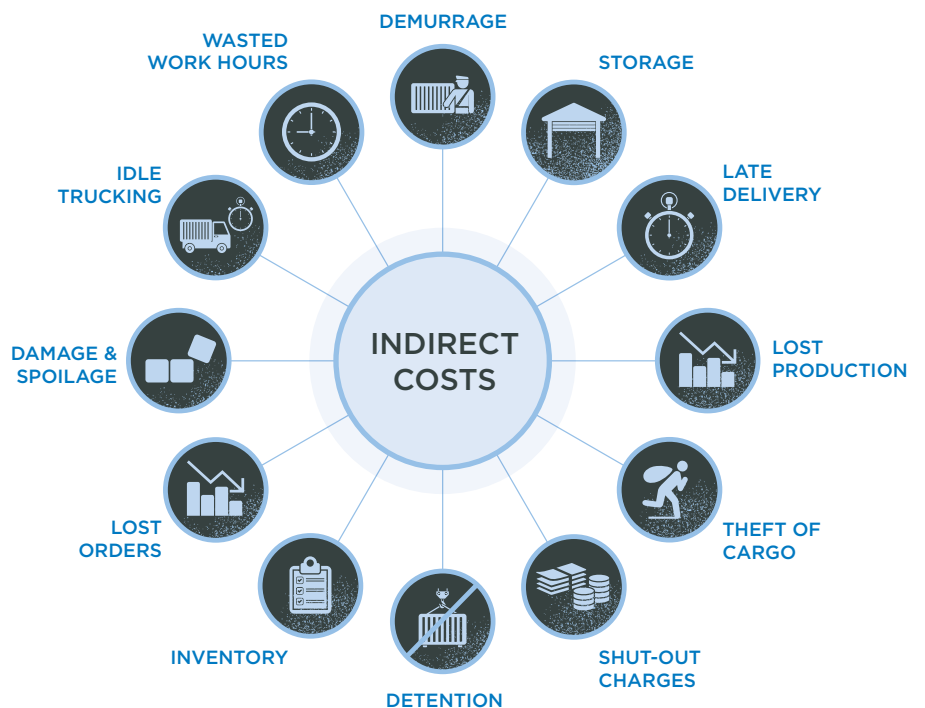 DEMURRAGE
STORAGE
LATE
DELIVERY
LOST
PRODUCTION
THEFT OF
CARGO
SHUT-OUT
CHARGES
DETENTION
INVENTORY
LOST
ORDERS
DAMAGE &
SPOILAGE
IDLE
TRUCKING
WASTED
WORK HOURS
INDIRECT
COSTS